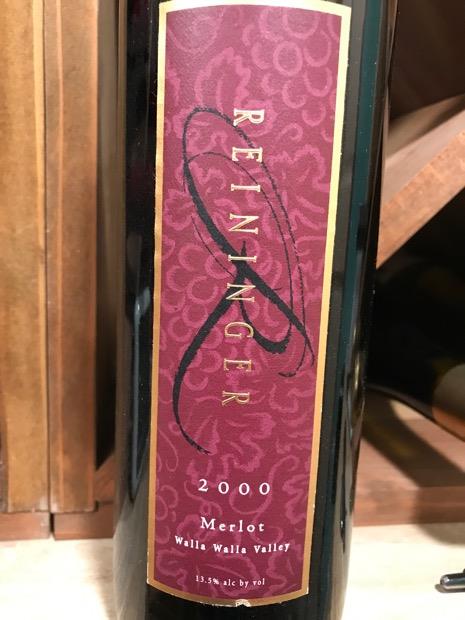 REININGER
2000
Merlot
Walla Walla Valley
13.5% alc by vol